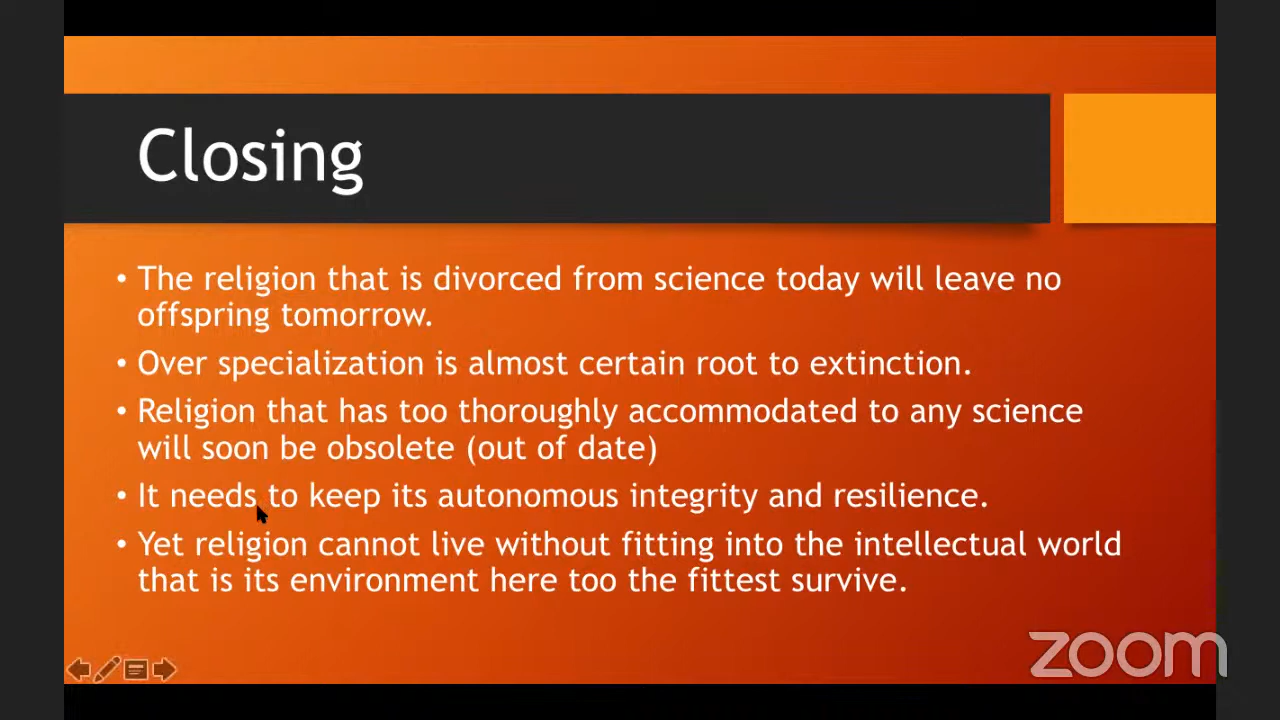 Closing
• The religion that is divorced from science today will leave no
offspring tomorrow.
• Over specialization is almost certain root to extinction.
• Religion that has too thoroughly accommodated to any science
will soon be obsolete (out of date)
• It needs to keep its autonomous integrity and resilience.
• Yet religion cannot live without fitting into the intellectual world
that is its environment here too the fittest survive.
zoom